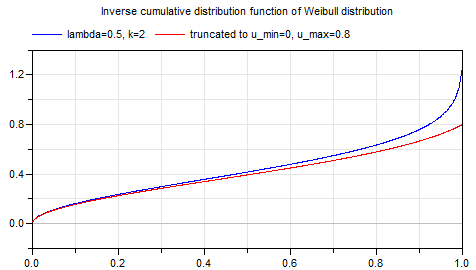 Inverse cumulative distribution function of Weibull distribution
lambda=0.5, k=2 truncated to u_min=0, u_max=0.8
1.2
0.8
0.4
0.0
0.0 0.2 0.4 0.6 0.8 1.0